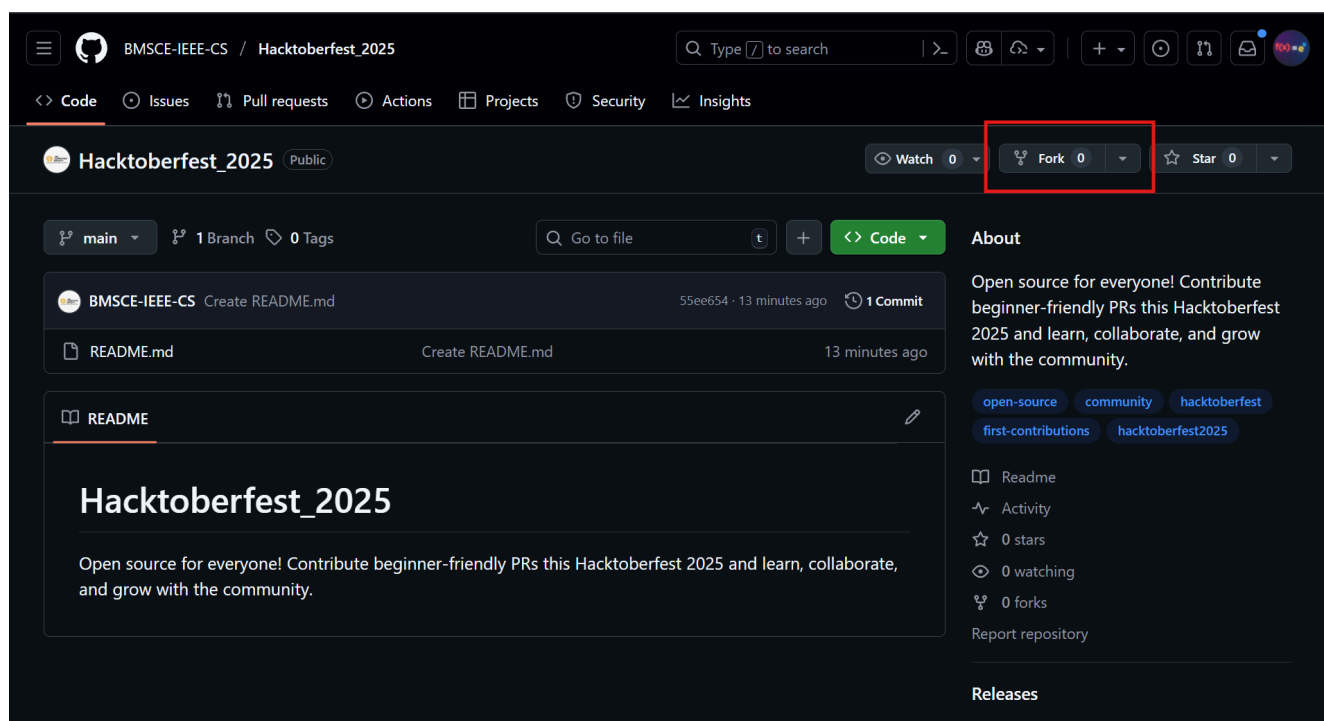 BMSCE-IEEE-CS / Hacktoberfest_2025
Type / to search
Code Issues Pull requests Actions Projects Security Insights
Hacktoberfest_2025 Public
Watch 0 Fork 0 Star 0
main 1 Branch 0 Tags
Go to file t + Code
BMSCE-IEEE-CS Create README.md 55ee654 · 13 minutes ago 1 Commit
README.md Create README.md 13 minutes ago
README
Hacktoberfest_2025
Open source for everyone! Contribute beginner-friendly PRs this Hacktoberfest 2025 and learn, collaborate,
and grow with the community.
About
Open source for everyone! Contribute
beginner-friendly PRs this Hacktoberfest
2025 and learn, collaborate, and grow
with the community.
open-source community hacktoberfest
first-contributions hacktoberfest2025
Readme
Activity
0 stars
0 watching
0 forks
Report repository
Releases